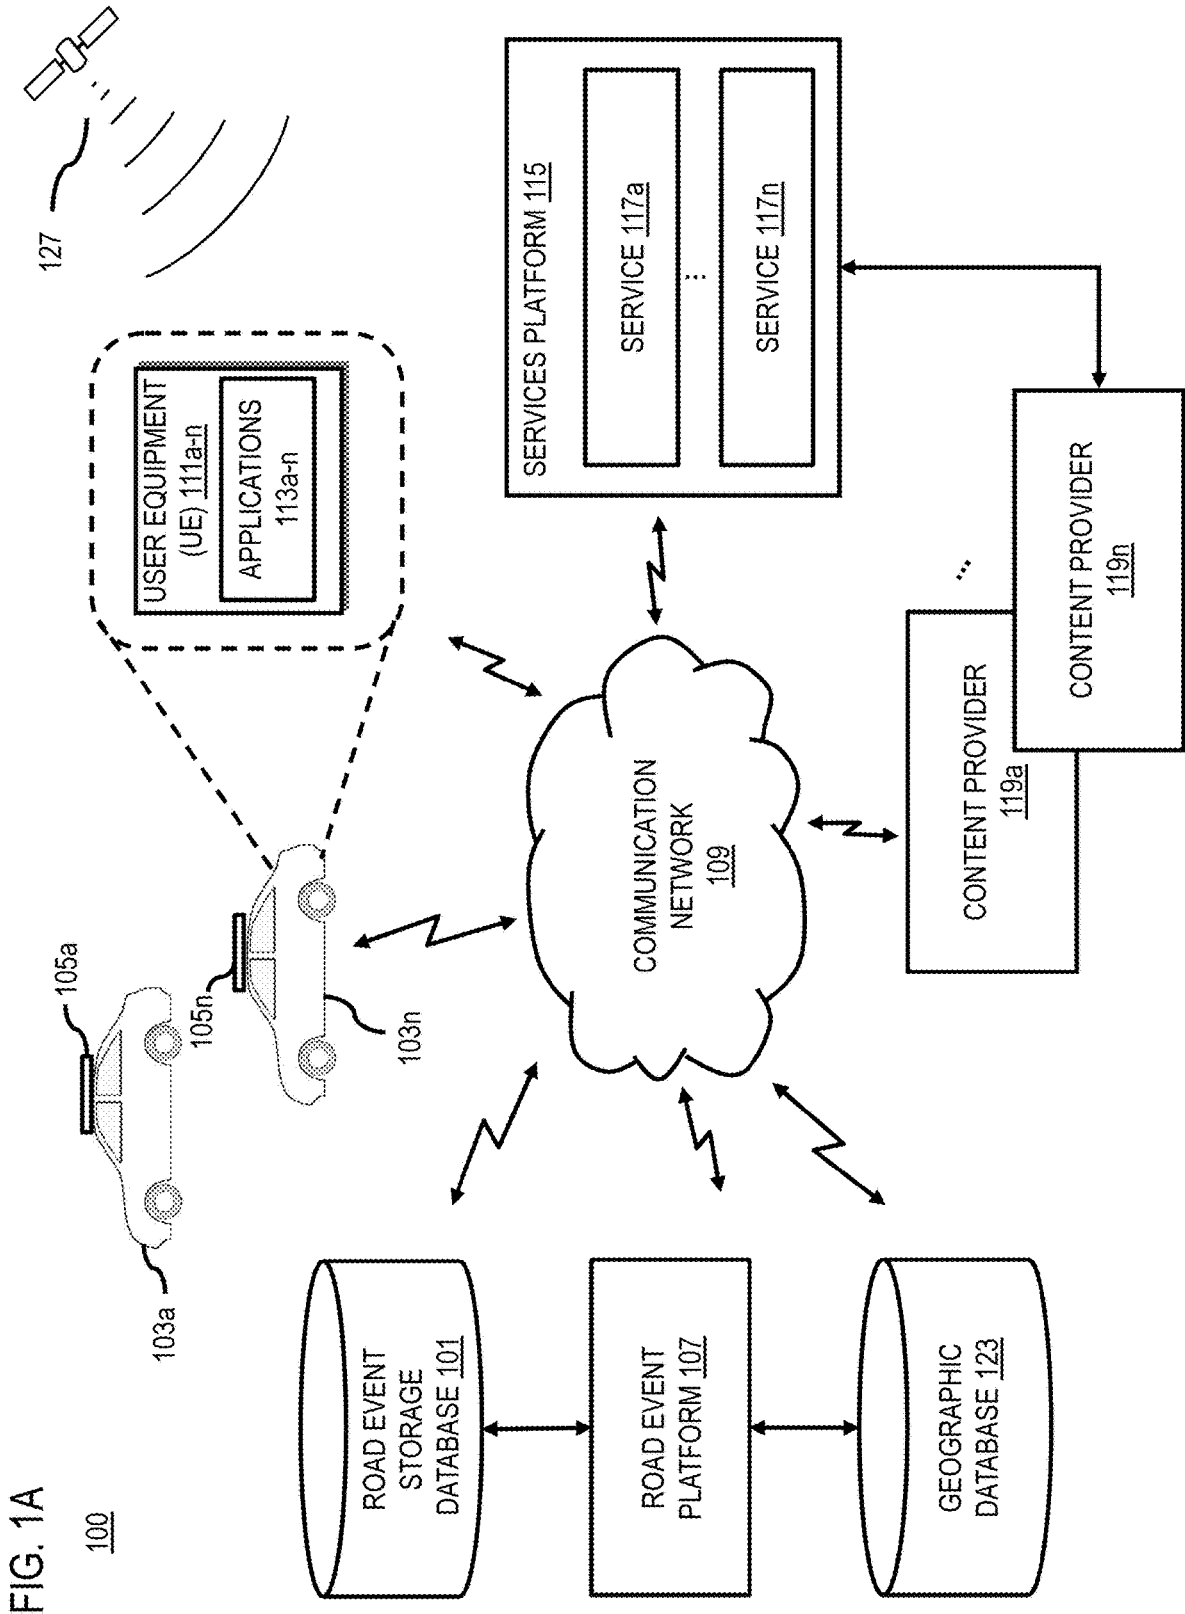 FIG. 1A
100
103a
105a
105n
103n
127
USER EQUIPMENT
(UE) 111a-n
APPLICATIONS
113a-n
ROAD EVENT
STORAGE
DATABASE 101
ROAD EVENT
PLATFORM 107
GEOGRAPHIC
DATABASE 123
COMMUNICATION
NETWORK
109
SERVICES PLATFORM 115
SERVICE 117a
...
SERVICE 117n
CONTENT PROVIDER
119a
...
CONTENT PROVIDER
119n